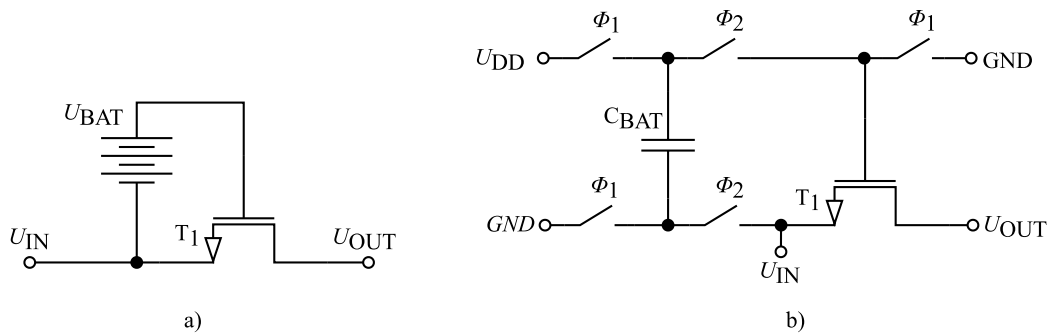 U_BAT
U_IN
T_1
U_OUT
a)
Φ_1
Φ_2
Φ_1
U_DD
GND
C_BAT
Φ_1
Φ_2
T_1
GND
U_OUT
U_IN
b)